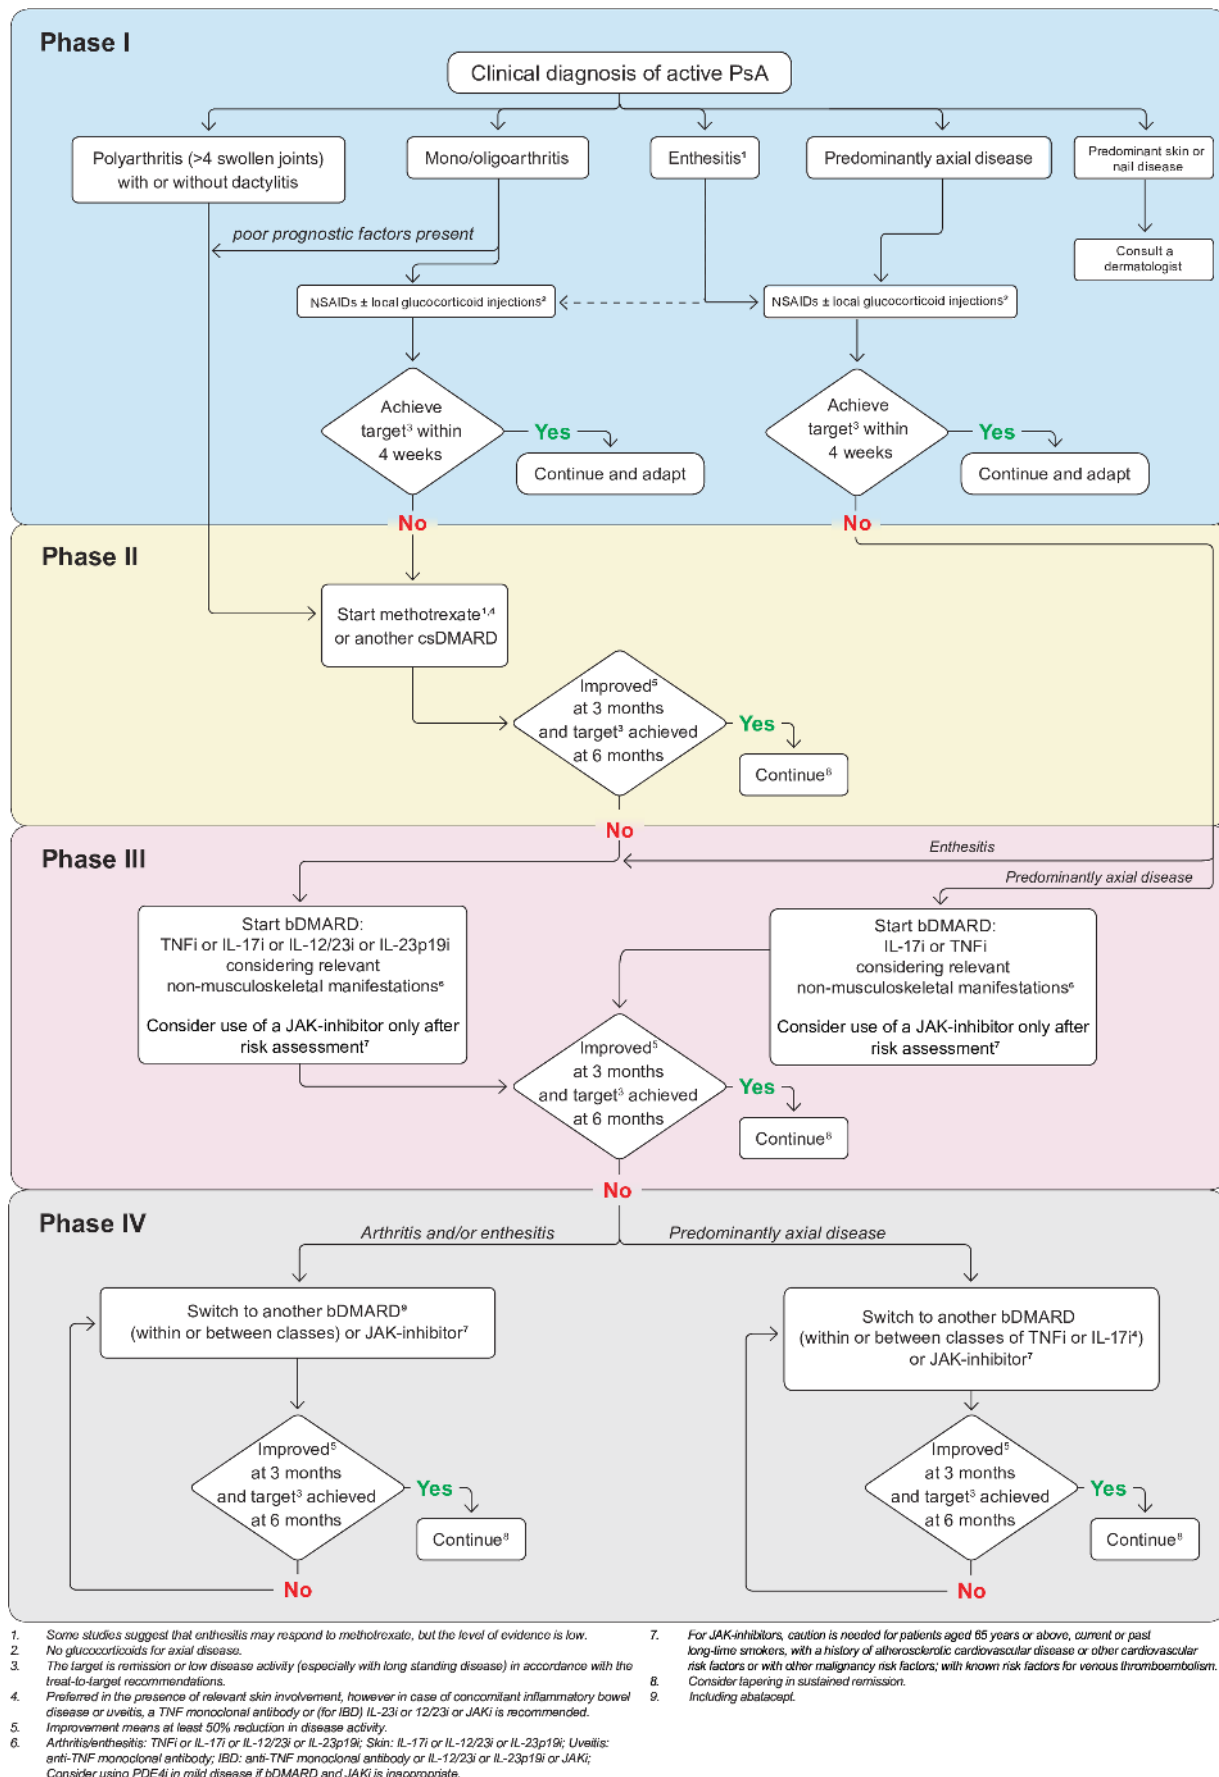 Phase I
Clinical diagnosis of active PsA
Polyarthritis (>4 swollen joints)
with or without dactylitis
Mono/oligoarthritis
Enthesitis¹
Predominantly axial disease
Predominant skin or
nail disease
poor prognostic factors present
Consult a
dermatologist
NSAIDs ± local glucocorticoid injections²
NSAIDs ± local glucocorticoid injections⁹
Achieve
target³ within
4 weeks
Yes
Continue and adapt
Achieve
target³ within
4 weeks
Yes
Continue and adapt
No
No
Phase II
Start methotrexate¹,⁴
or another csDMARD
Improved⁵
at 3 months
and target³ achieved
at 6 months
Yes
Continue⁸
No
Phase III
Enthesitis
Predominantly axial disease
Start bDMARD:
TNFi or IL-17i or IL-12/23i or IL-23p19i
considering relevant
non-musculoskeletal manifestations⁶
Consider use of a JAK-inhibitor only after
risk assessment⁷
Start bDMARD:
IL-17i or TNFi
considering relevant
non-musculoskeletal manifestations⁶
Consider use of a JAK-inhibitor only after
risk assessment⁷
Improved⁵
at 3 months
and target³ achieved
at 6 months
Yes
Continue⁸
No
Phase IV
Arthritis and/or enthesitis
Predominantly axial disease
Switch to another bDMARD⁹
(within or between classes) or JAK-inhibitor⁷
Switch to another bDMARD
(within or between classes of TNFi or IL-17i⁴)
or JAK-inhibitor⁷
Improved⁵
at 3 months
and target³ achieved
at 6 months
Yes
Continue⁸
No
Improved⁵
at 3 months
and target³ achieved
at 6 months
Yes
Continue⁸
No
1. Some studies suggest that enthesitis may respond to methotrexate, but the level of evidence is low.
2. No glucocorticoids for axial disease.
3. The target is remission or low disease activity (especially with long standing disease) in accordance with the
treat-to-target recommendations.
4. Preferred in the presence of relevant skin involvement, however in case of concomitant inflammatory bowel
disease or uveitis, a TNF monoclonal antibody or (for IBD) IL-23i or 12/23i or JAKi is recommended.
5. Improvement means at least 50% reduction in disease activity.
6. Arthritis/enthesitis: TNFi or IL-17i or IL-12/23i or IL-23p19i; Skin: IL-17i or IL-12/23i or IL-23p19i; Uveitis:
anti-TNF monoclonal antibody; IBD: anti-TNF monoclonal antibody or IL-12/23i or IL-23p19i or JAKi;
Consider using PDE4i in mild disease if bDMARD and JAKi is inappropriate.
7. For JAK-inhibitors, caution is needed for patients aged 65 years or above, current or past
long-time smokers, with a history of atherosclerotic cardiovascular disease or other cardiovascular
risk factors or with other malignancy risk factors; with known risk factors for venous thromboembolism.
8. Consider tapering in sustained remission.
9. Including abatacept.